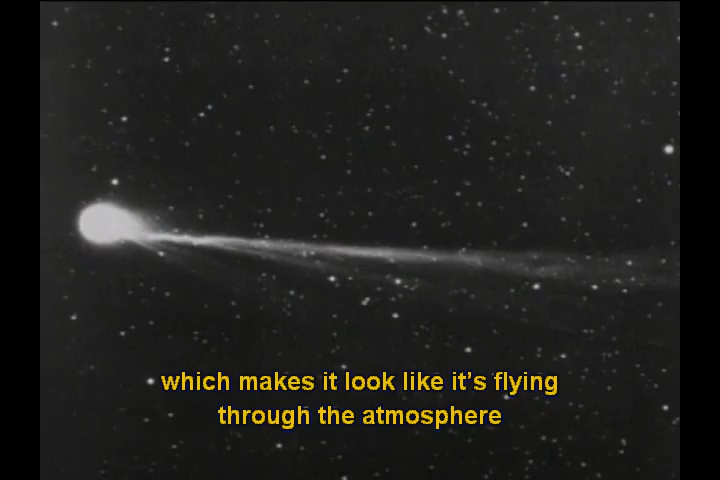 which makes it look like it’s flying
through the atmosphere